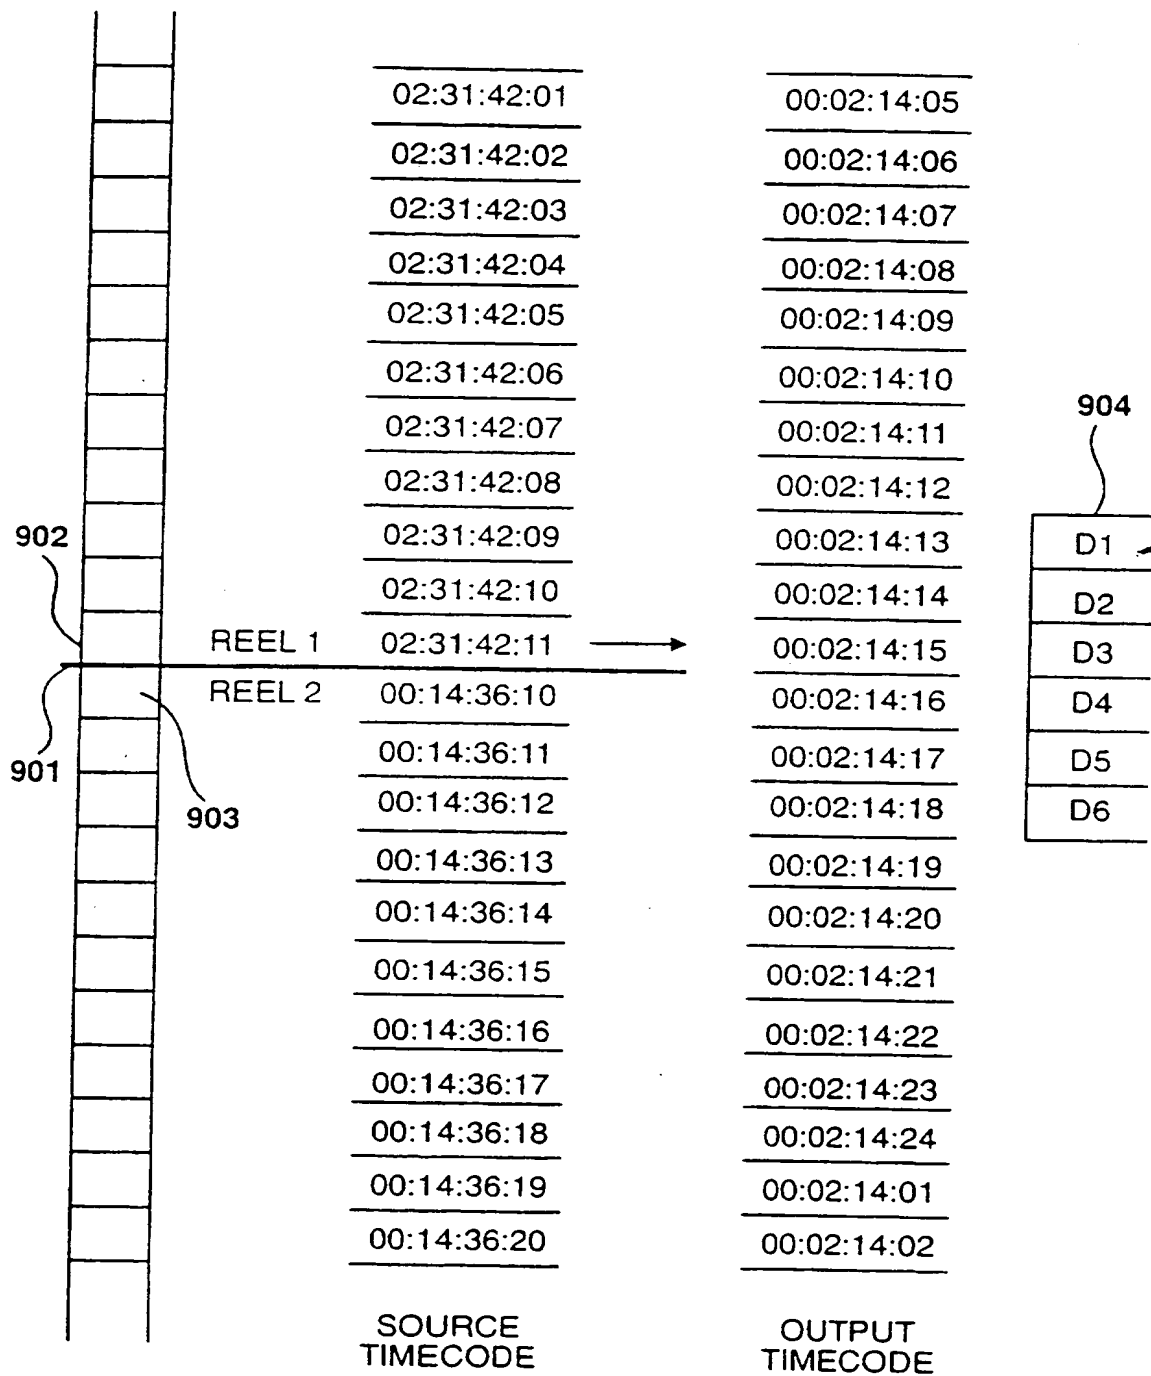 02:31:42:01 00:02:14:05
02:31:42:02 00:02:14:06
02:31:42:03 00:02:14:07
02:31:42:04 00:02:14:08
02:31:42:05 00:02:14:09
02:31:42:06 00:02:14:10
904
02:31:42:07 00:02:14:11
02:31:42:08 00:02:14:12
902 02:31:42:09 00:02:14:13 D1
02:31:42:10 00:02:14:14 D2
REEL 1 02:31:42:11 00:02:14:15 D3
REEL 2 00:14:36:10 00:02:14:16 D4
901 00:14:36:11 00:02:14:17 D5
903 00:14:36:12 00:02:14:18 D6
00:14:36:13 00:02:14:19
00:14:36:14 00:02:14:20
00:14:36:15 00:02:14:21
00:14:36:16 00:02:14:22
00:14:36:17 00:02:14:23
00:14:36:18 00:02:14:24
00:14:36:19 00:02:14:01
00:14:36:20 00:02:14:02
SOURCE OUTPUT
TIMECODE TIMECODE